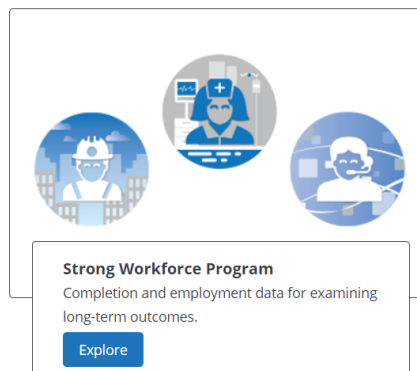 Strong Workforce Program
Completion and employment data for examining
long-term outcomes.
Explore